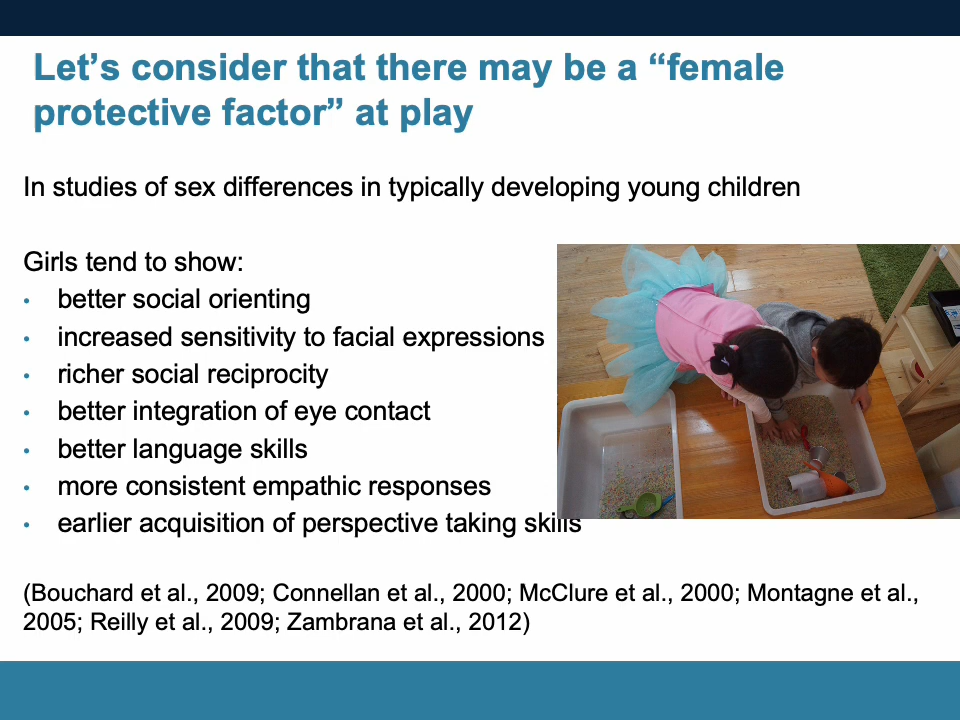 Let’s consider that there may be a “female
protective factor” at play
In studies of sex differences in typically developing young children
Girls tend to show:
• better social orienting
• increased sensitivity to facial expressions
• richer social reciprocity
• better integration of eye contact
• better language skills
• more consistent empathic responses
• earlier acquisition of perspective taking skills
(Bouchard et al., 2009; Connellan et al., 2000; McClure et al., 2000; Montagne et al.,
2005; Reilly et al., 2009; Zambrana et al., 2012)